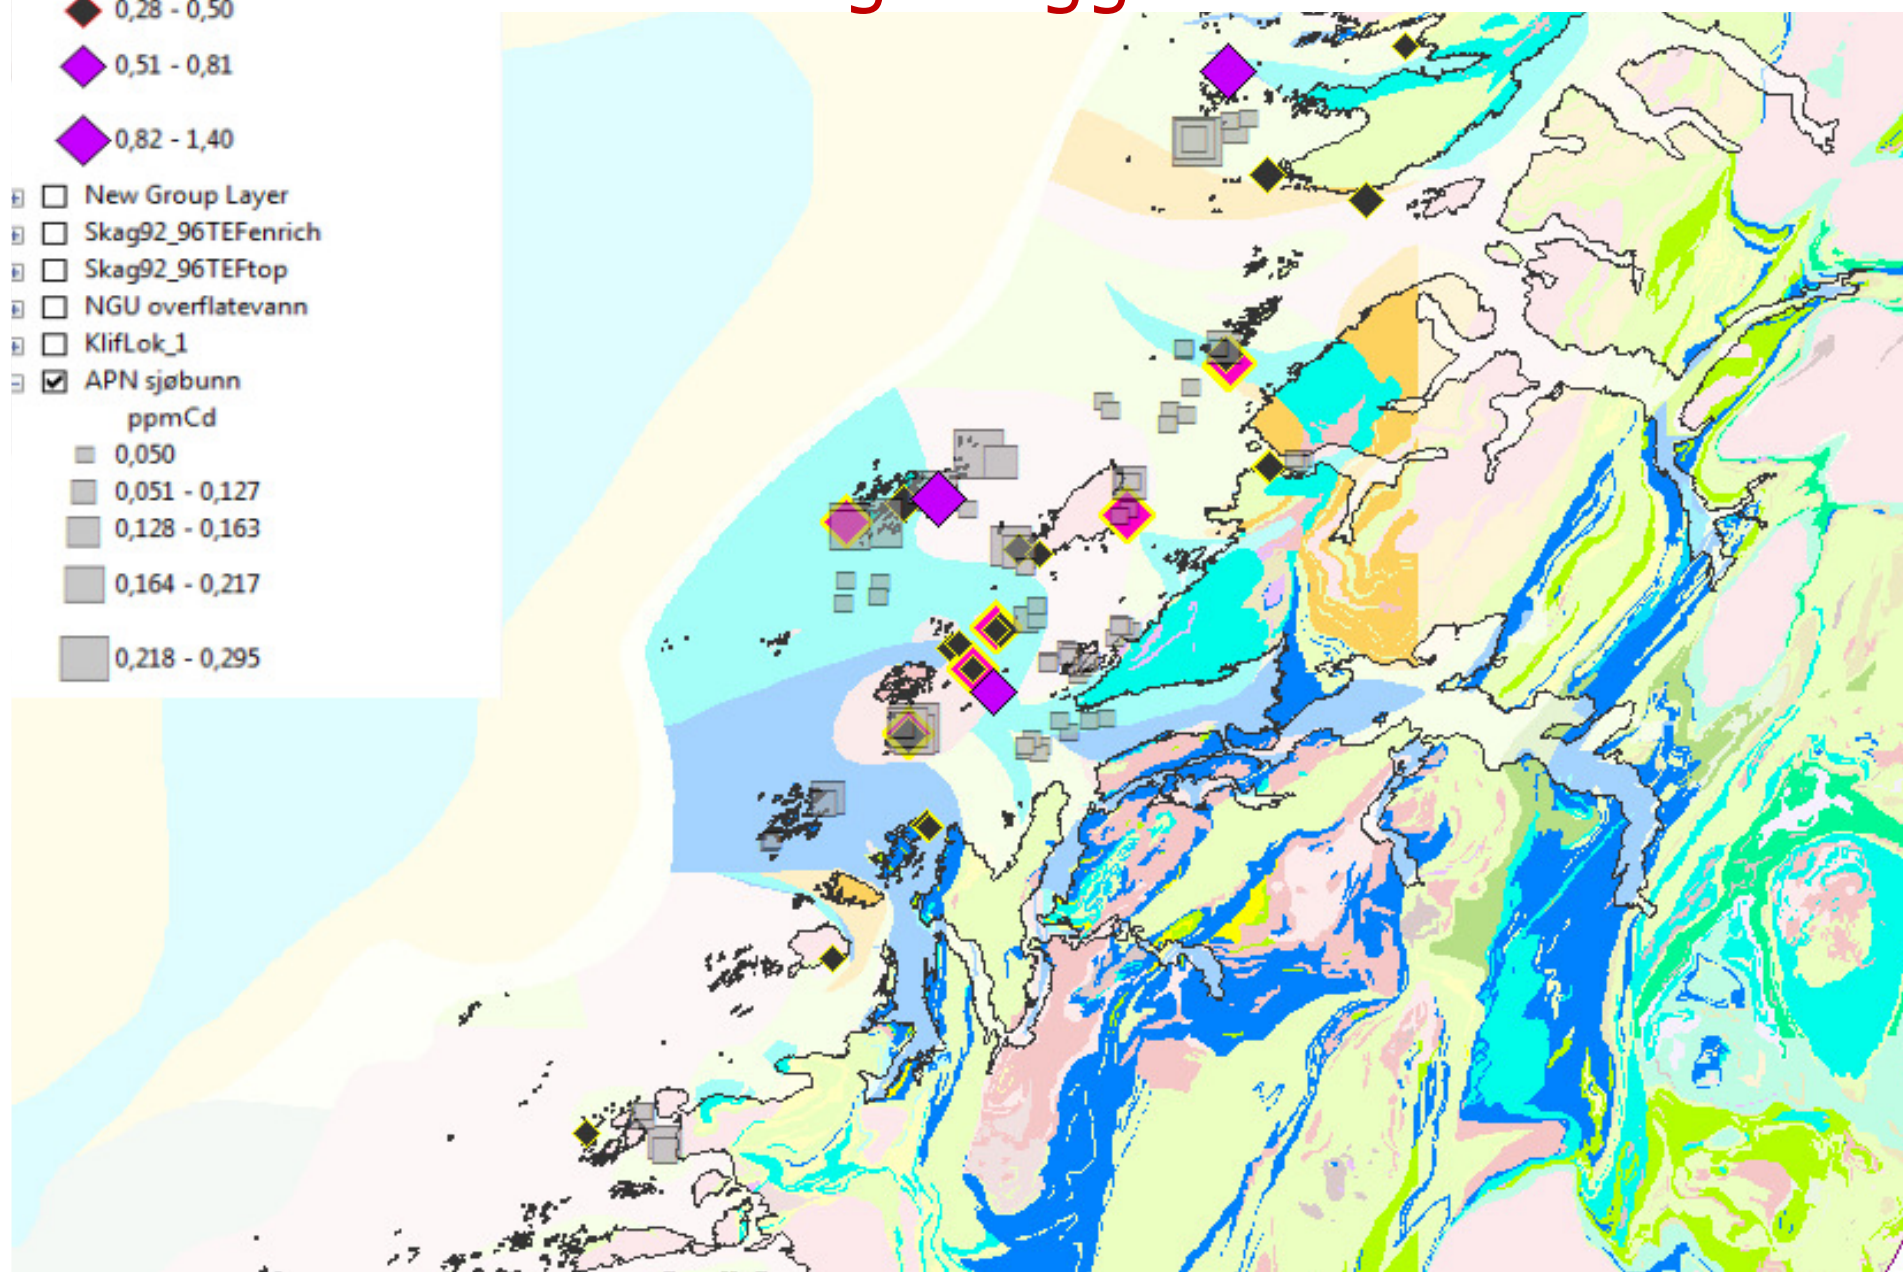 0,28 - 0,50
0,51 - 0,81
0,82 - 1,40
New Group Layer
Skag92_96TEFenrich
Skag92_96TEFtop
NGU overflatevann
KlifLok_1
APN sjøbunn
ppmCd
0,050
0,051 - 0,127
0,128 - 0,163
0,164 - 0,217
0,218 - 0,295